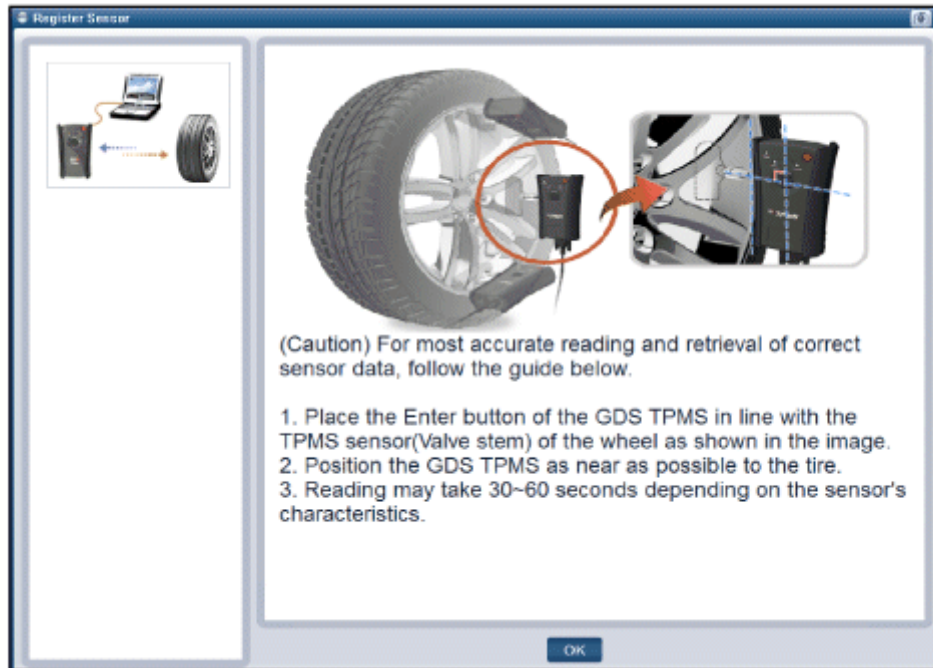 Register Sensor
(Caution) For most accurate reading and retrieval of correct
sensor data, follow the guide below.
1. Place the Enter button of the GDS TPMS in line with the
TPMS sensor(Valve stem) of the wheel as shown in the image.
2. Position the GDS TPMS as near as possible to the tire.
3. Reading may take 30~60 seconds depending on the sensor's
characteristics.
OK